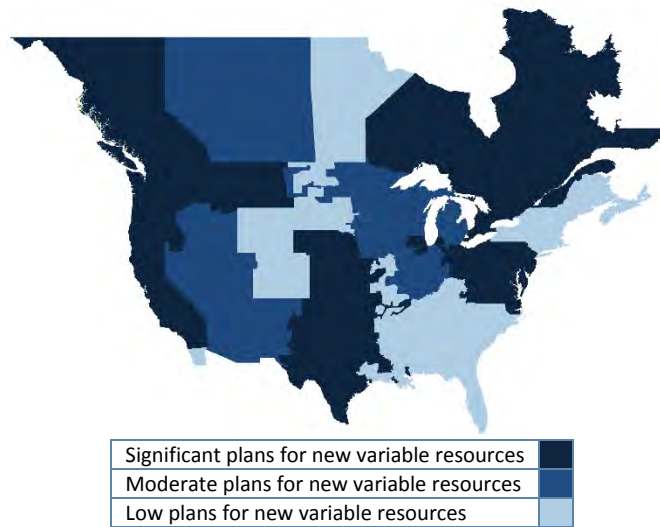 Significant plans for new variable resources
Moderate plans for new variable resources
Low plans for new variable resources